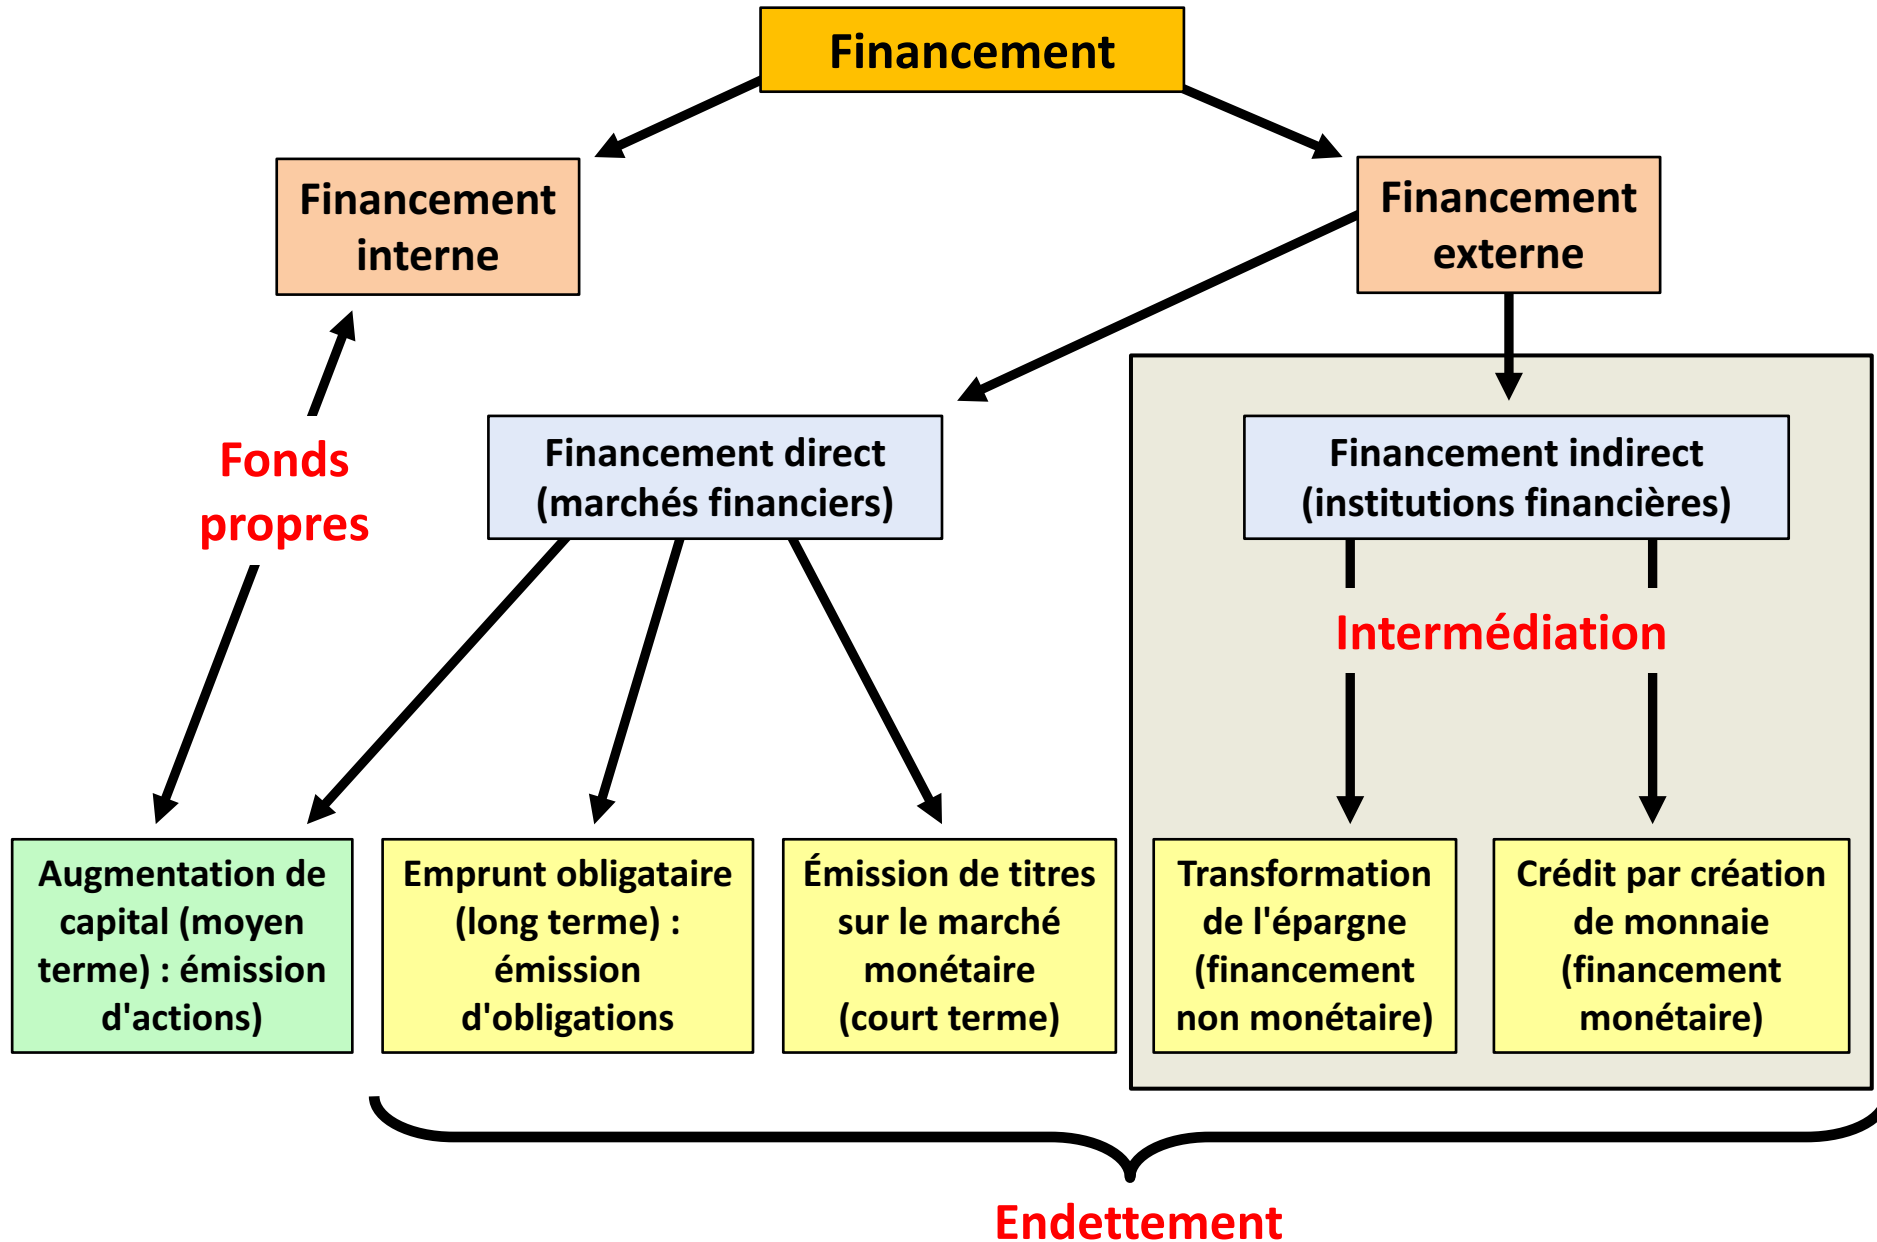 Financement
Financement
interne
Financement
externe
Fonds
propres
Financement direct
(marchés financiers)
Financement indirect
(institutions financières)
Intermédiation
Augmentation de
capital (moyen
terme) : émission
d'actions)
Emprunt obligataire
(long terme) :
émission
d'obligations
Émission de titres
sur le marché
monétaire
(court terme)
Transformation
de l'épargne
(financement
non monétaire)
Crédit par création
de monnaie
(financement
monétaire)
Endettement